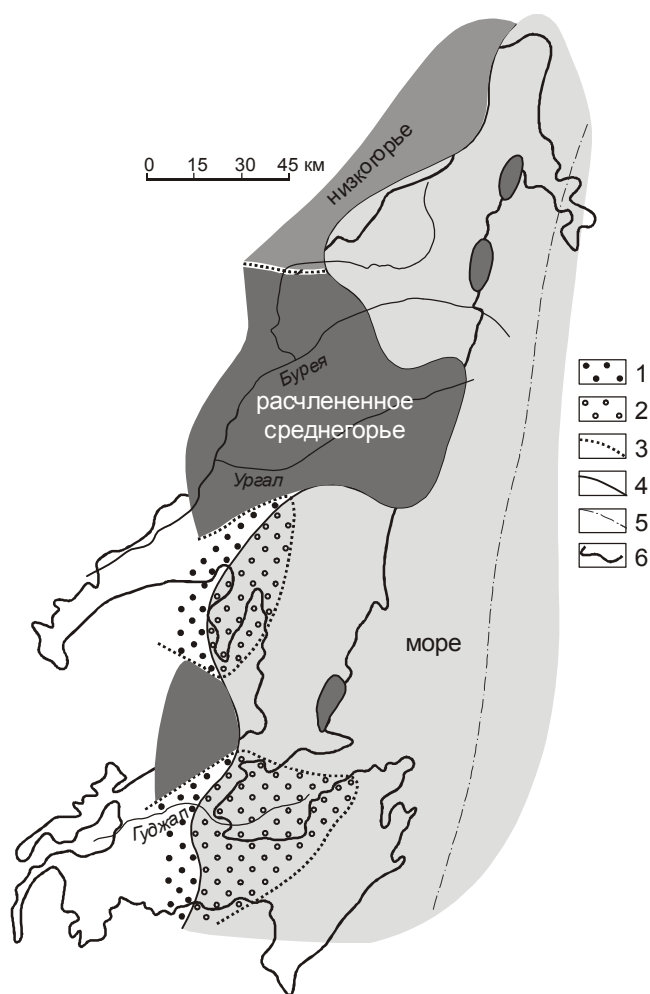 низкогорье
0 15 30 45 км
Бурея
расчлененное
среднегорье
Ургал
1
2
3
4
5
6
море
Гуджал